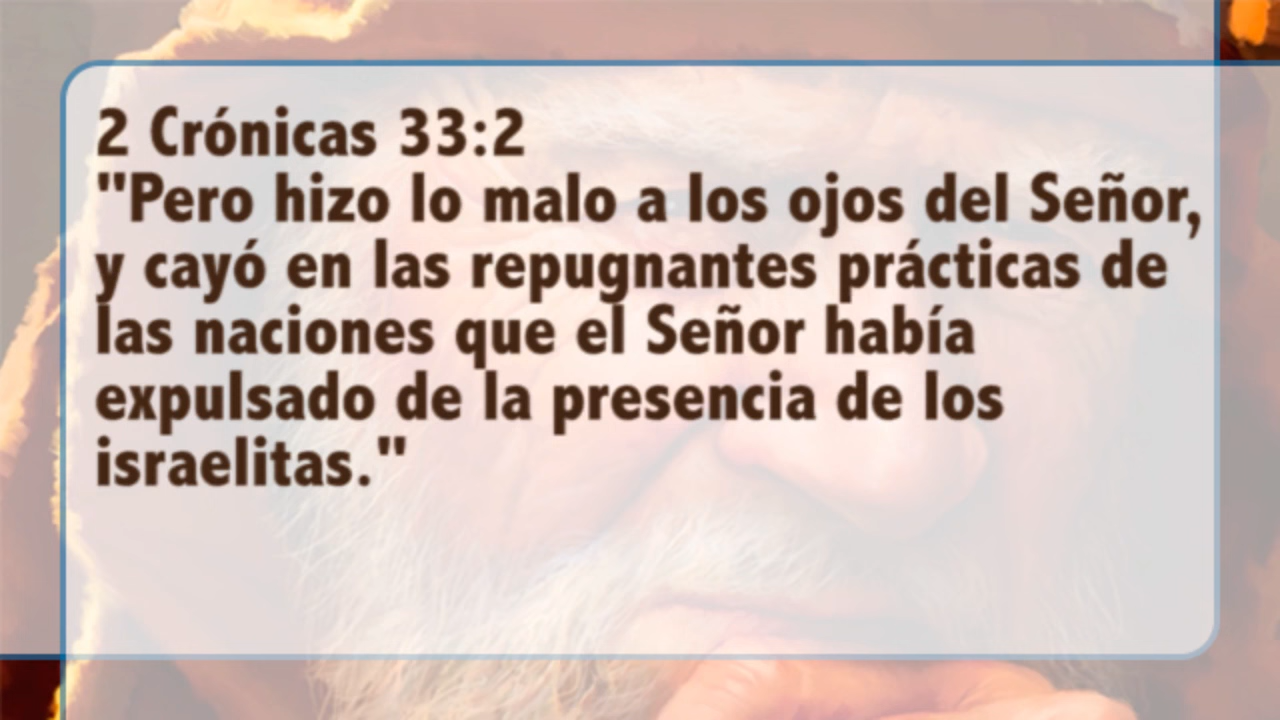 2 Crónicas 33:2
"Pero hizo lo malo a los ojos del Señor,
y cayó en las repugnantes prácticas de
las naciones que el Señor había
expulsado de la presencia de los
israelitas."